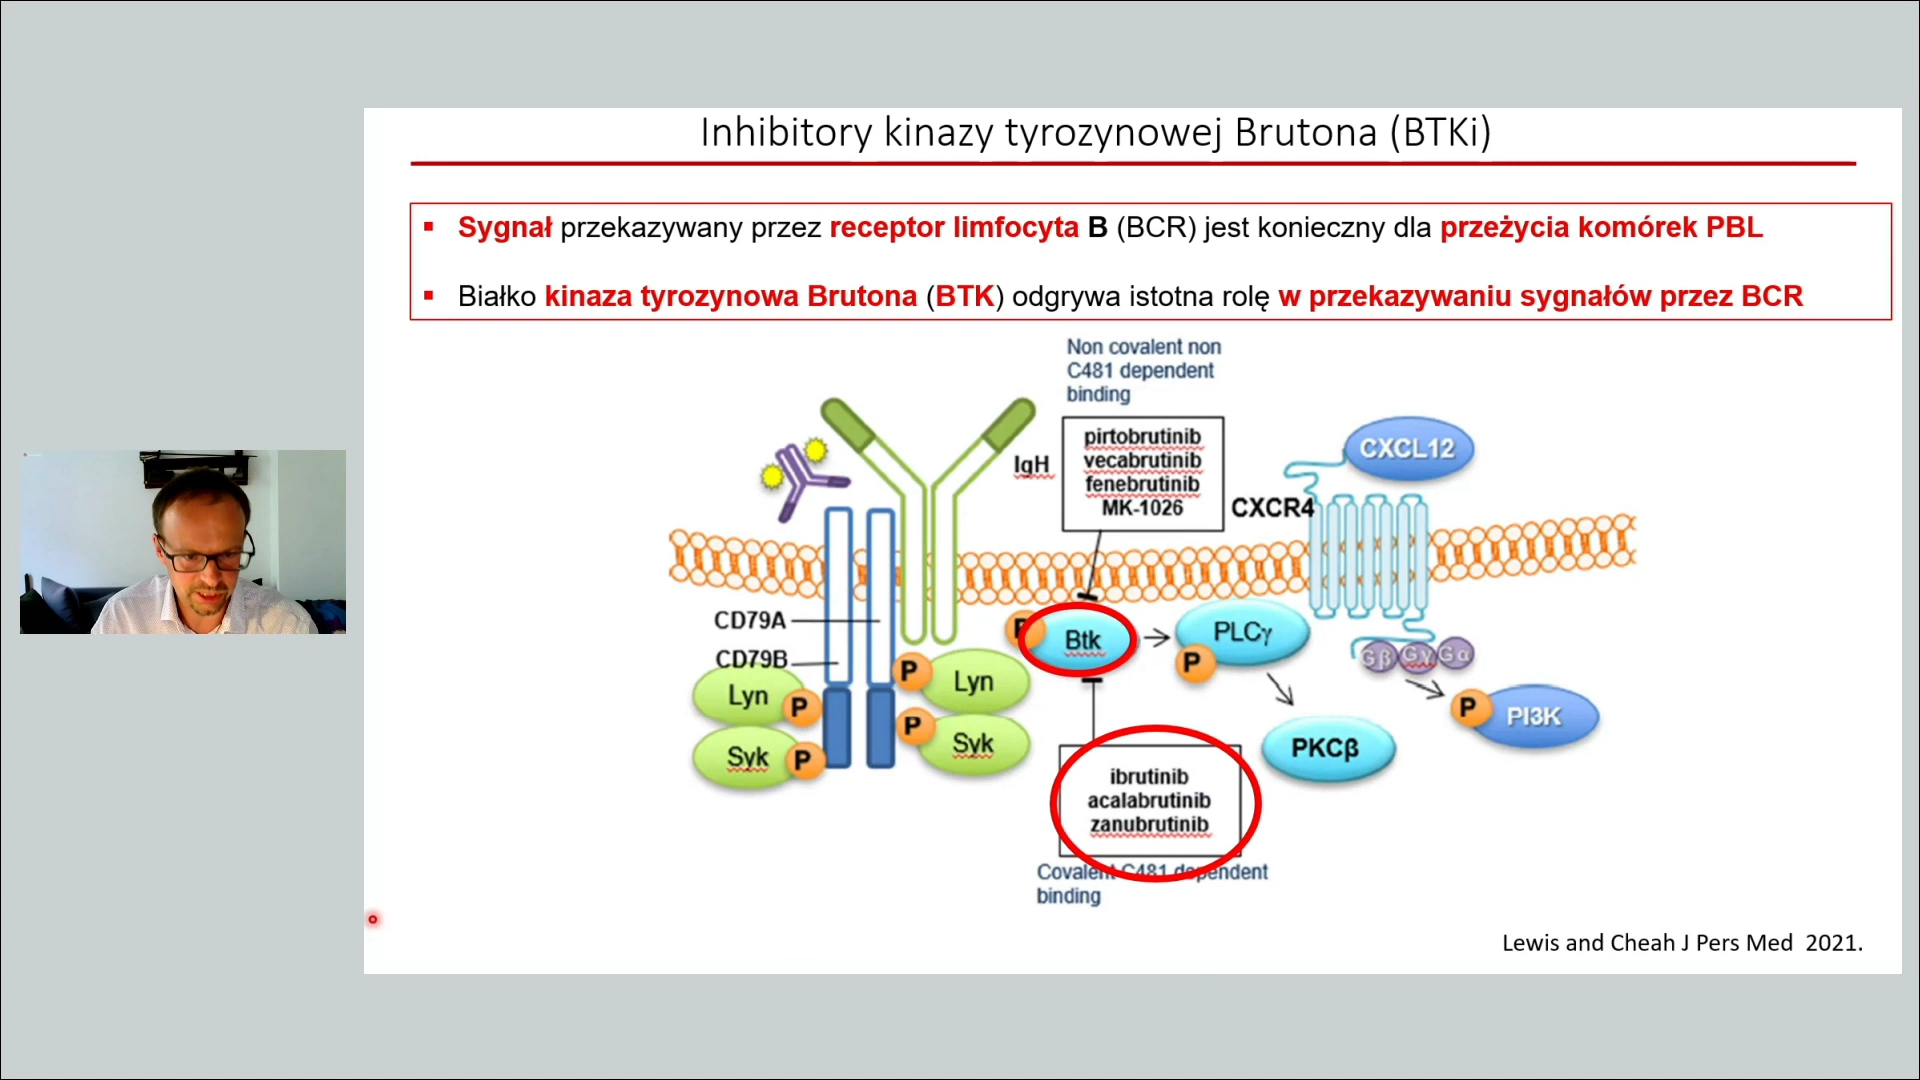 Inhibitory kinazy tyrozynowej Brutona (BTKi)
Sygnał przekazywany przez receptor limfocyta B (BCR) jest konieczny dla przeżycia komórek PBL
Białko kinaza tyrozynowa Brutona (BTK) odgrywa istotna rolę w przekazywaniu sygnałów przez BCR
Non covalent non
C481 dependent
binding
pirtobrutinib
vecabrutinib
fenebrutinib
MK-1026
IgH
CXCL12
CXCR4
CD79A
CD79B
Lyn
P
Syk
P
P
Lyn
P
Syk
P
Btk
PLCγ
P
PKCβ
Gβ
Gγ
Gα
P
PI3K
ibrutinib
acalabrutinib
zanubrutinib
Covalent C481 dependent
binding
Lewis and Cheah J Pers Med 2021.